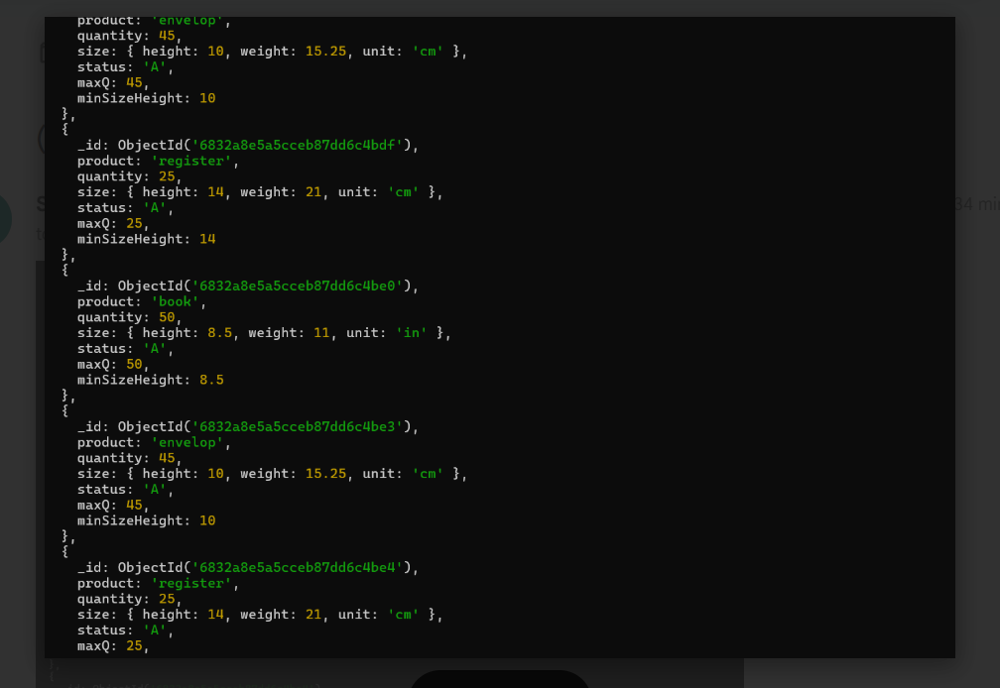 product: 'envelop',
quantity: 45,
size: { height: 10, weight: 15.25, unit: 'cm' },
status: 'A',
maxQ: 45,
minSizeHeight: 10
},
{
_id: ObjectId('6832a8e5a5cceb87dd6c4bdf'),
product: 'register',
quantity: 25,
size: { height: 14, weight: 21, unit: 'cm' },
status: 'A',
maxQ: 25,
minSizeHeight: 14
},
{
_id: ObjectId('6832a8e5a5cceb87dd6c4be0'),
product: 'book',
quantity: 50,
size: { height: 8.5, weight: 11, unit: 'in' },
status: 'A',
maxQ: 50,
minSizeHeight: 8.5
},
{
_id: ObjectId('6832a8e5a5cceb87dd6c4be3'),
product: 'envelop',
quantity: 45,
size: { height: 10, weight: 15.25, unit: 'cm' },
status: 'A',
maxQ: 45,
minSizeHeight: 10
},
{
_id: ObjectId('6832a8e5a5cceb87dd6c4be4'),
product: 'register',
quantity: 25,
size: { height: 14, weight: 21, unit: 'cm' },
status: 'A',
maxQ: 25,
34 mi